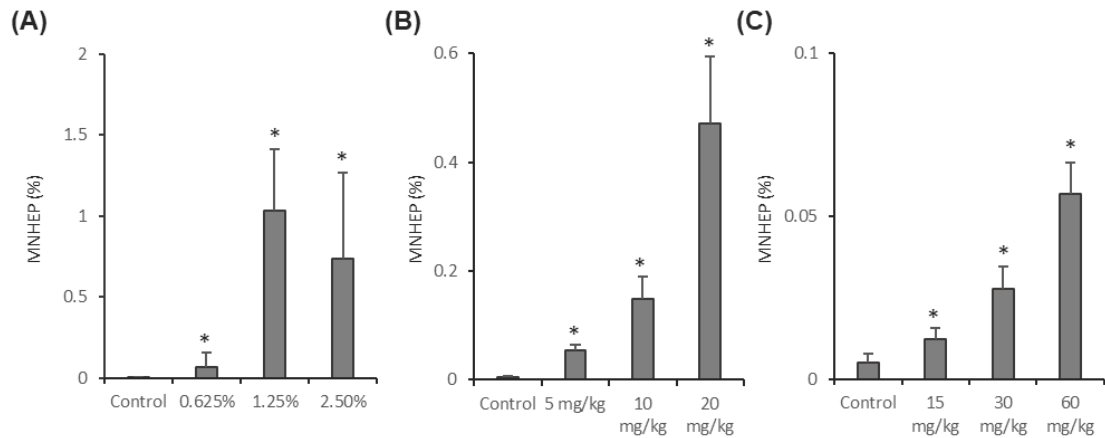 (A)
2
1.5
1
0.5
0
MNHEP (%)
*
*
*
Control 0.625% 1.25% 2.50%
(B)
0.6
0.4
0.2
0
MNHEP (%)
*
*
*
Control 5 mg/kg 10 mg/kg 20 mg/kg
(C)
0.1
0.05
0
MNHEP (%)
*
*
*
Control 15 mg/kg 30 mg/kg 60 mg/kg